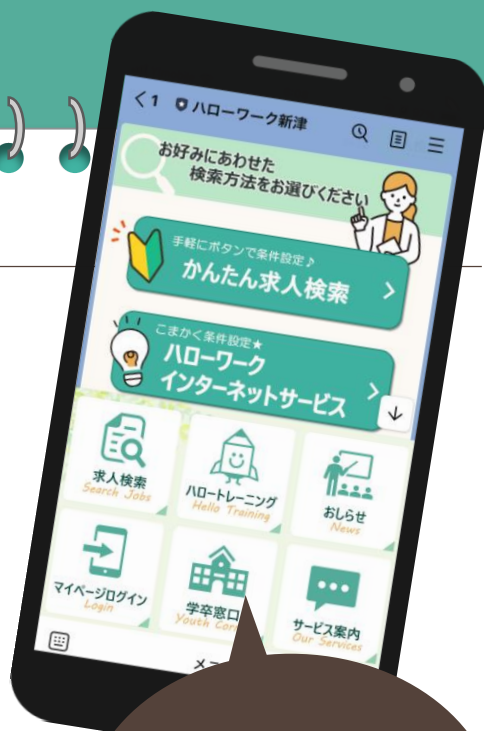 1 ハローワーク新津
お好みにあわせた
検索方法をお選びください
手軽にボタンで条件設定♪
かんたん求人検索
こまかく条件設定★
ハローワーク
インターネットサービス
求人検索
Search Jobs
ハロートレーニング
Hello Training
おしらせ
News
マイページログイン
Login
学卒窓口
Youth
サービス案内
Our Services